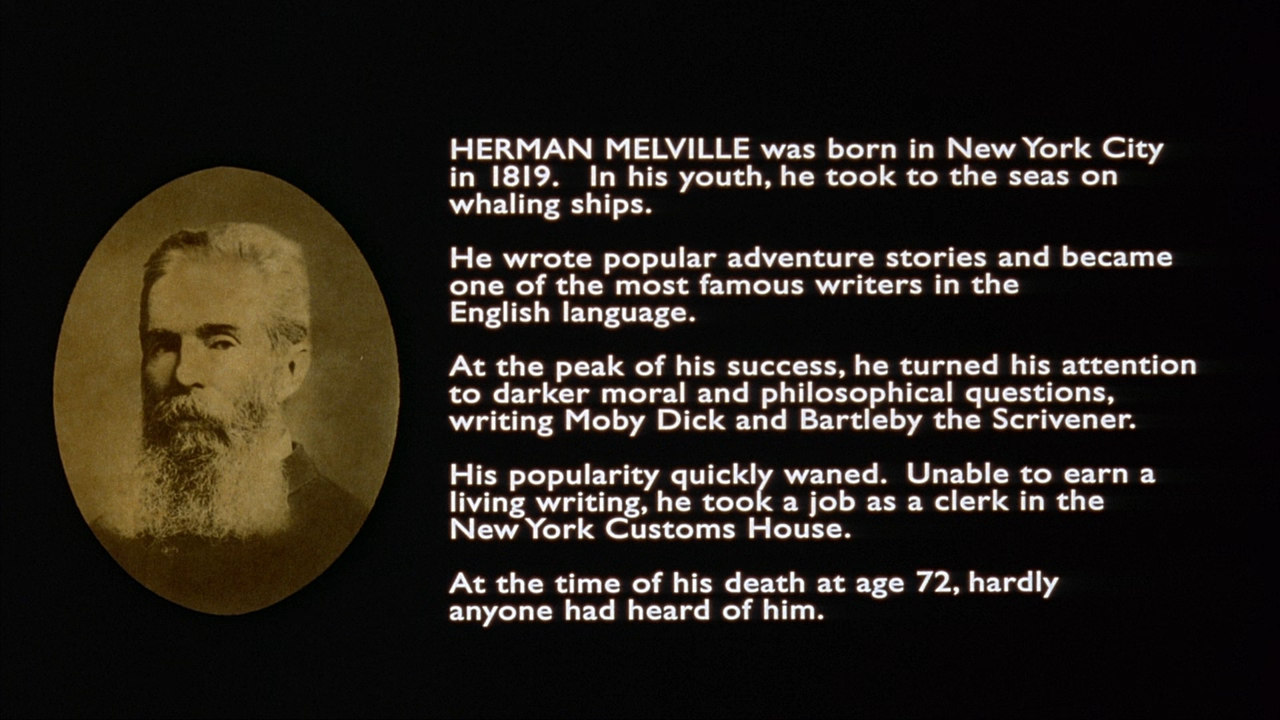 HERMAN MELVILLE was born in New York City
in 1819. In his youth, he took to the seas on
whaling ships.
He wrote popular adventure stories and became
one of the most famous writers in the
English language.
At the peak of his success, he turned his attention
to darker moral and philosophical questions,
writing Moby Dick and Bartleby the Scrivener.
His popularity quickly waned. Unable to earn a
living writing, he took a job as a clerk in the
New York Customs House.
At the time of his death at age 72, hardly
anyone had heard of him.